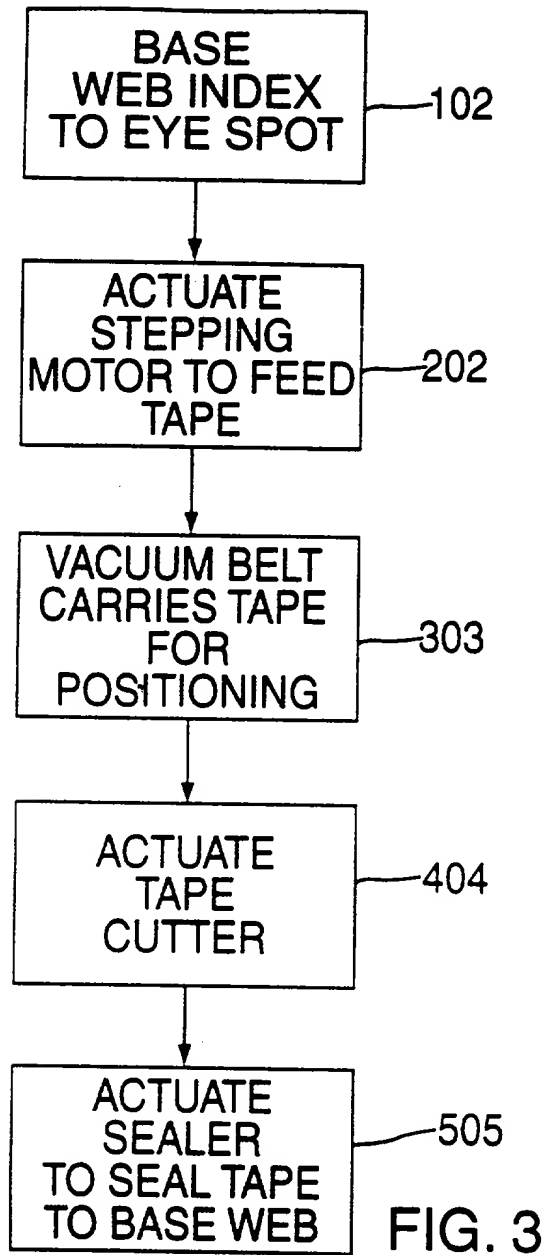 BASE
WEB INDEX
TO EYE SPOT
102
ACTUATE
STEPPING
MOTOR TO FEED
TAPE
202
VACUUM BELT
CARRIES TAPE
FOR
POSITIONING
303
ACTUATE
TAPE
CUTTER
404
ACTUATE
SEALER
TO SEAL TAPE
TO BASE WEB
505
FIG. 3